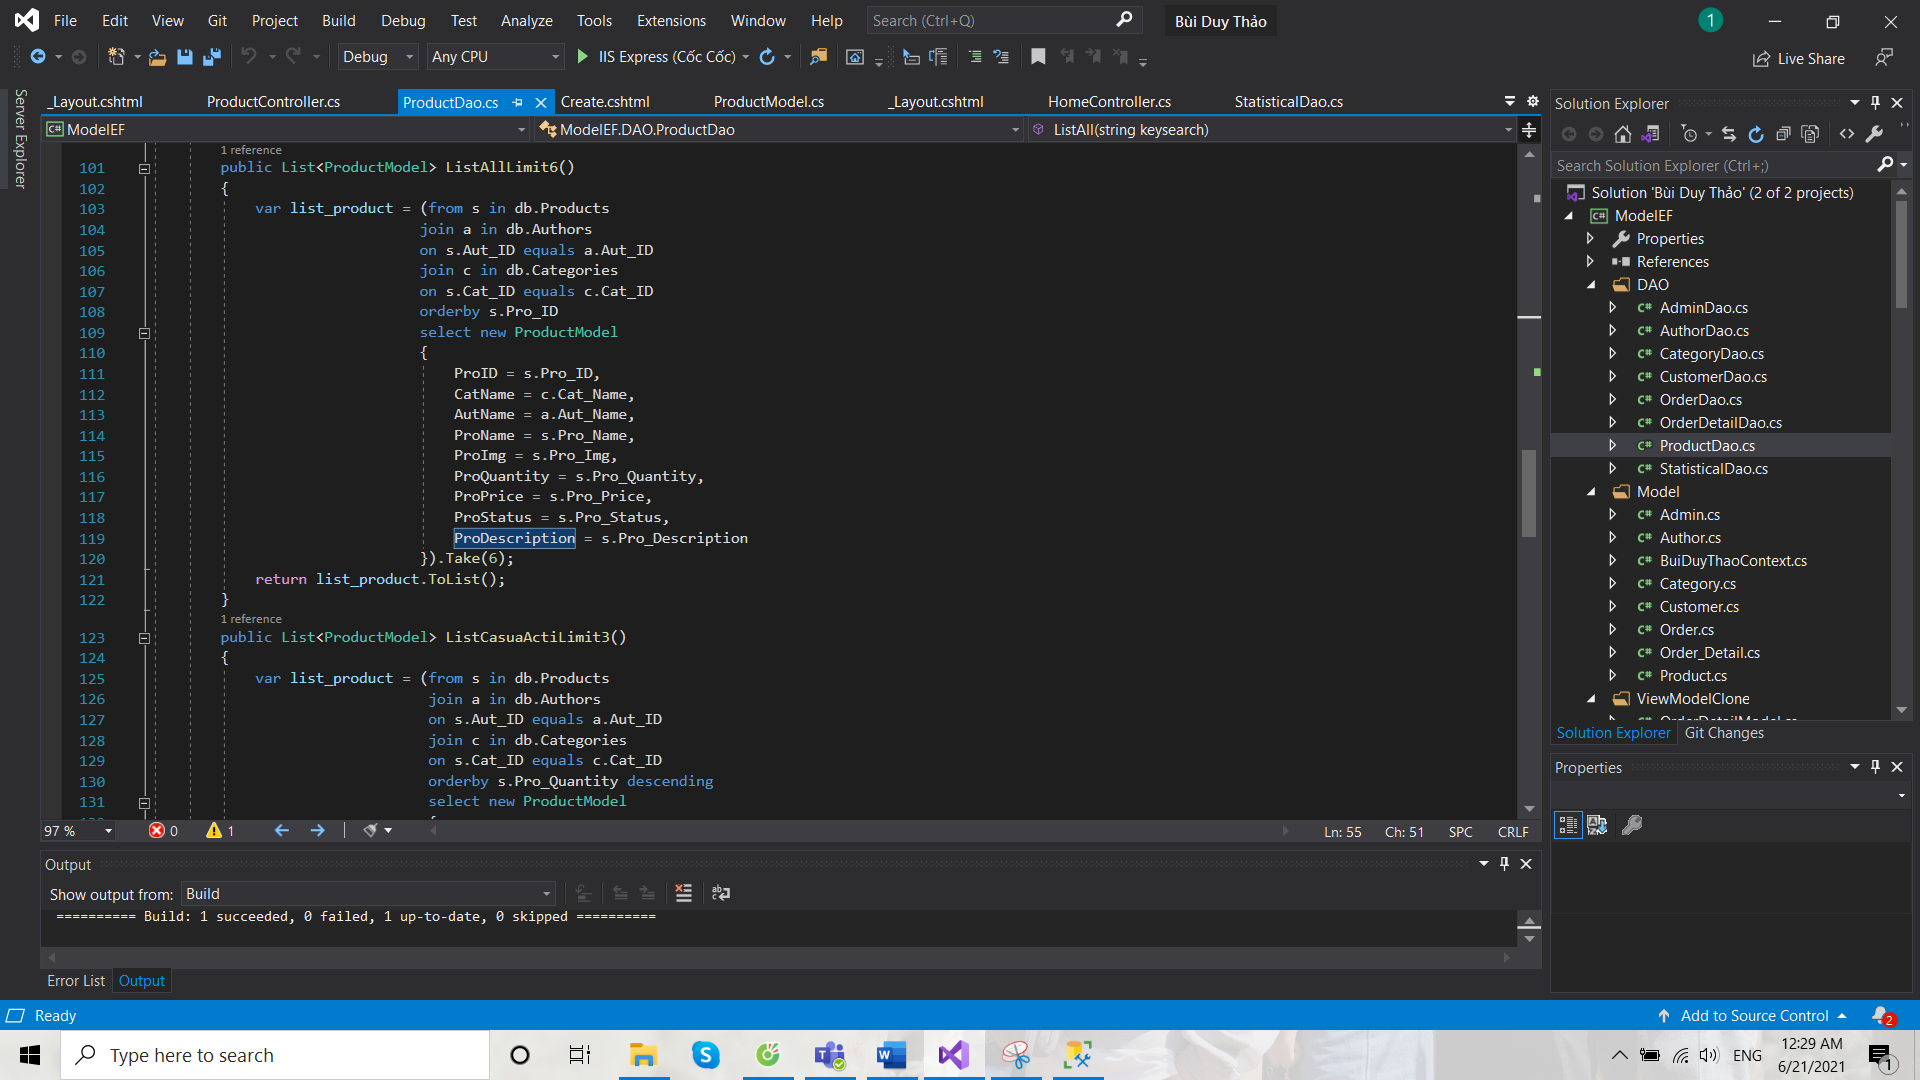 File Edit View Git Project Build Debug Test Analyze Tools Extensions Window Help Search (Ctrl+Q) Bùi Duy Thảo 1
Debug Any CPU IIS Express (Cốc Cốc) Live Share
Server Explorer
_Layout.cshtml ProductController.cs ProductDao.cs Create.cshtml ProductModel.cs _Layout.cshtml HomeController.cs StatisticalDao.cs
ModelEF ModelEF.DAO.ProductDao ListAll(string keysearch)
1 reference
101 public List<ProductModel> ListAllLimit6()
102 {
103 var list_product = (from s in db.Products
104 join a in db.Authors
105 on s.Aut_ID equals a.Aut_ID
106 join c in db.Categories
107 on s.Cat_ID equals c.Cat_ID
108 orderby s.Pro_ID
109 select new ProductModel
110 {
111 ProID = s.Pro_ID,
112 CatName = c.Cat_Name,
113 AutName = a.Aut_Name,
114 ProName = s.Pro_Name,
115 ProImg = s.Pro_Img,
116 ProQuantity = s.Pro_Quantity,
117 ProPrice = s.Pro_Price,
118 ProStatus = s.Pro_Status,
119 ProDescription = s.Pro_Description
120 }).Take(6);
121 return list_product.ToList();
122 }
1 reference
123 public List<ProductModel> ListCasuaActiLimit3()
124 {
125 var list_product = (from s in db.Products
126 join a in db.Authors
127 on s.Aut_ID equals a.Aut_ID
128 join c in db.Categories
129 on s.Cat_ID equals c.Cat_ID
130 orderby s.Pro_Quantity descending
131 select new ProductModel
97 % 0 1 Ln: 55 Ch: 51 SPC CRLF
Output
Show output from: Build
========== Build: 1 succeeded, 0 failed, 1 up-to-date, 0 skipped ==========
Error List Output
Solution Explorer
Search Solution Explorer (Ctrl+;)
Solution 'Bùi Duy Thảo' (2 of 2 projects)
ModelEF
Properties
References
DAO
AdminDao.cs
AuthorDao.cs
CategoryDao.cs
CustomerDao.cs
OrderDao.cs
OrderDetailDao.cs
ProductDao.cs
StatisticalDao.cs
Model
Admin.cs
Author.cs
BuiDuyThaoContext.cs
Category.cs
Customer.cs
Order.cs
Order_Detail.cs
Product.cs
ViewModelClone
OrderDetailModel.cs
Solution Explorer Git Changes
Properties
Ready Add to Source Control 2
Type here to search ENG 12:29 AM
6/21/2021 1